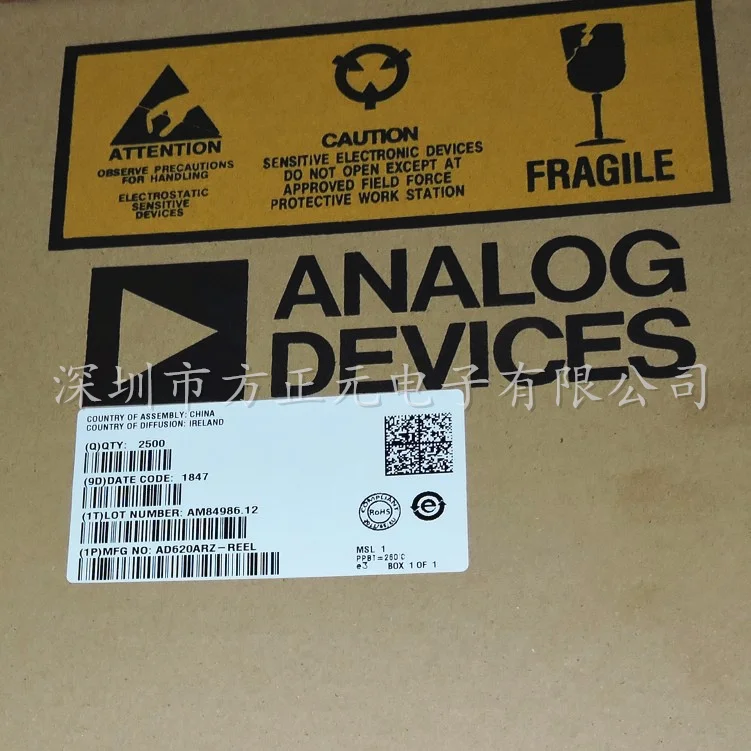 ATTENTION
OBSERVE PRECAUTIONS
FOR HANDLING
ELECTROSTATIC
SENSITIVE
DEVICES
CAUTION
SENSITIVE ELECTRONIC DEVICES
DO NOT OPEN EXCEPT AT
APPROVED FIELD FORCE
PROTECTIVE WORK STATION
FRAGILE
ANALOG
DEVICES
深圳市方正元电子有限公司
COUNTRY OF ASSEMBLY: CHINA
COUNTRY OF DIFFUSION: IRELAND
(Q)QTY: 2500
(9D)DATE CODE: 1847
(1T)LOT NUMBER: AM84986.12
(1P)MFG NO: AD620ARZ-REEL
COMPLIANT
RoHS
e
MSL 1
PPBT=260°C
e3 BOX 1 OF 1